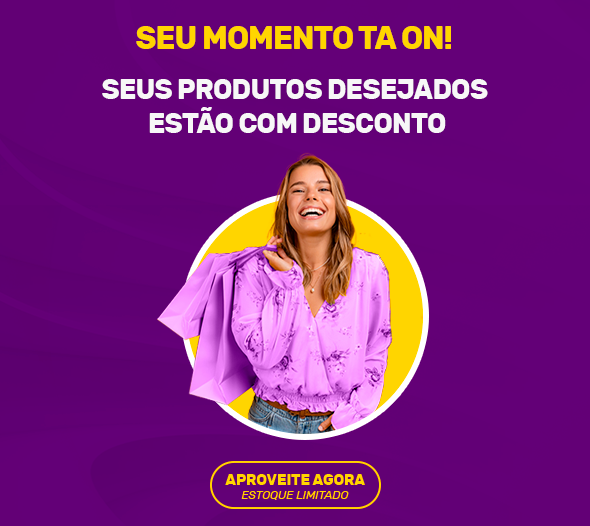 SEU MOMENTO TA ON!
SEUS PRODUTOS DESEJADOS
ESTÃO COM DESCONTO
APROVEITE AGORA
ESTOQUE LIMITADO